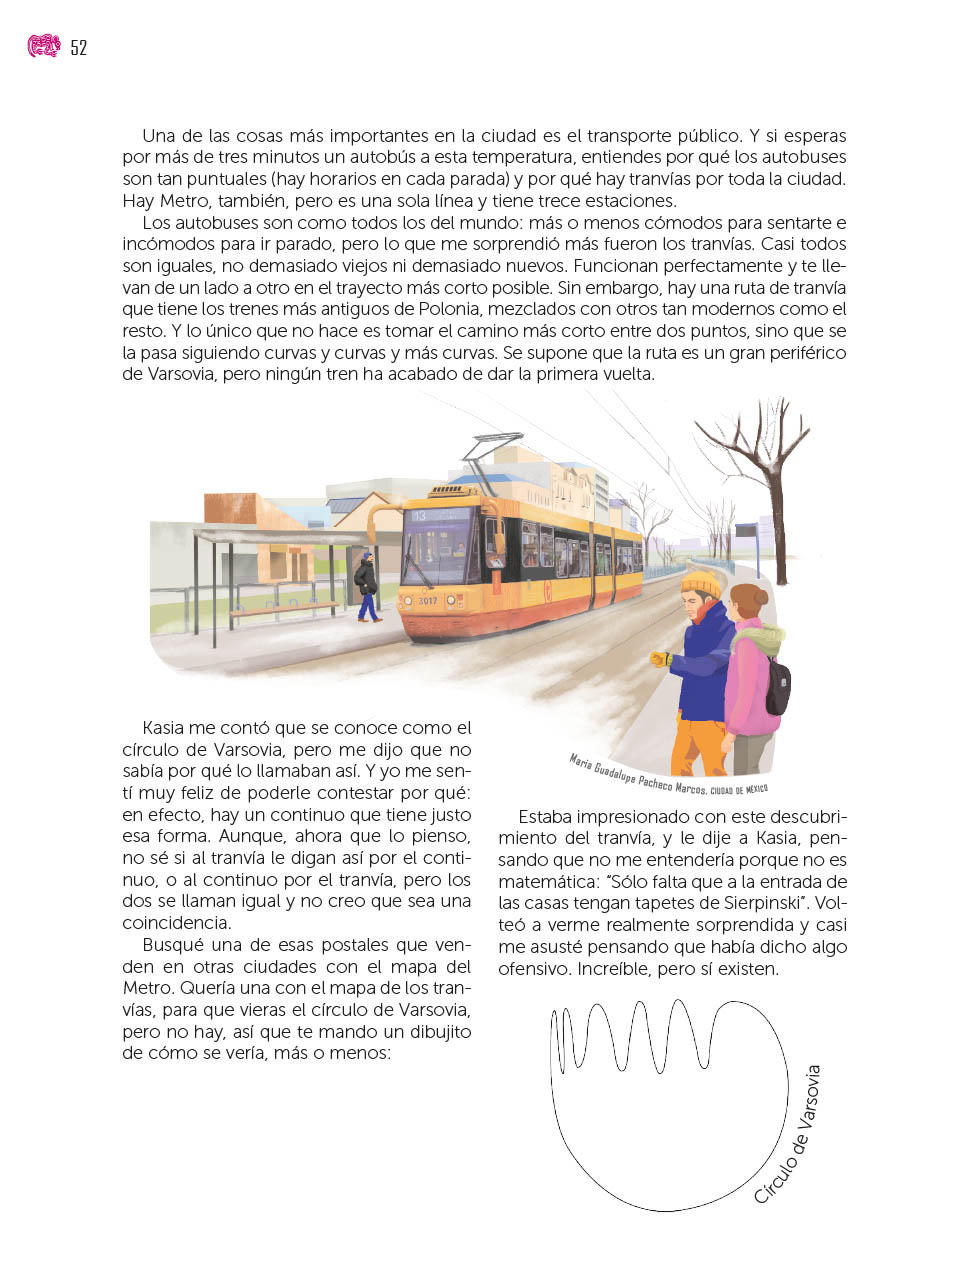 52
Una de las cosas más importantes en la ciudad es el transporte público. Y si esperas
por más de tres minutos un autobús a esta temperatura, entiendes por qué los autobuses
son tan puntuales (hay horarios en cada parada) y por qué hay tranvías por toda la ciudad.
Hay Metro, también, pero es una sola línea y tiene trece estaciones.
Los autobuses son como todos los del mundo: más o menos cómodos para sentarte e
incómodos para ir parado, pero lo que me sorprendió más fueron los tranvías. Casi todos
son iguales, no demasiado viejos ni demasiado nuevos. Funcionan perfectamente y te lle-
van de un lado a otro en el trayecto más corto posible. Sin embargo, hay una ruta de tranvía
que tiene los trenes más antiguos de Polonia, mezclados con otros tan modernos como el
resto. Y lo único que no hace es tomar el camino más corto entre dos puntos, sino que se
la pasa siguiendo curvas y curvas y más curvas. Se supone que la ruta es un gran periférico
de Varsovia, pero ningún tren ha acabado de dar la primera vuelta.
13
3017
Kasia me contó que se conoce como el
círculo de Varsovia, pero me dijo que no
sabía por qué lo llamaban así. Y yo me sen-
tí muy feliz de poderle contestar por qué:
en efecto, hay un continuo que tiene justo
esa forma. Aunque, ahora que lo pienso,
no sé si al tranvía le digan así por el conti-
nuo, o al continuo por el tranvía, pero los
dos se llaman igual y no creo que sea una
coincidencia.
Busqué una de esas postales que ven-
den en otras ciudades con el mapa del
Metro. Quería una con el mapa de los tran-
vías, para que vieras el círculo de Varsovia,
pero no hay, así que te mando un dibujito
de cómo se vería, más o menos:
María Guadalupe Pacheco Marcos, CIUDAD DE MÉXICO
Estaba impresionado con este descubri-
miento del tranvía, y le dije a Kasia, pen-
sando que no me entendería porque no es
matemática: “Sólo falta que a la entrada de
las casas tengan tapetes de Sierpinski”. Vol-
teó a verme realmente sorprendida y casi
me asusté pensando que había dicho algo
ofensivo. Increíble, pero sí existen.
Círculo de Varsovia